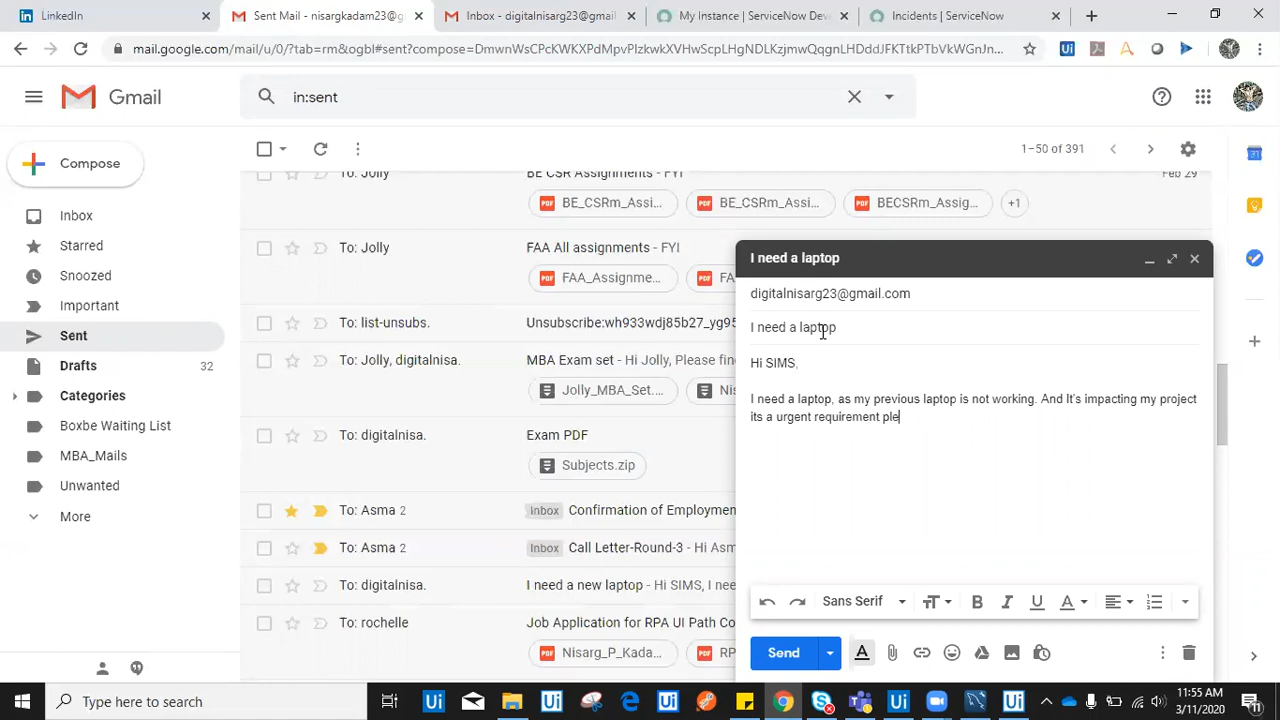 LinkedIn
Sent Mail - nisargkadam23@g
Inbox - digitalnisarg23@gmail
My Instance | ServiceNow Dev
Incidents | ServiceNow
mail.google.com/mail/u/0/?tab=rm&ogbl#sent?compose=DmwnWsCPcKWKXPdMpvPlzkwkXVHwScpLHgNDLKzjmwQqgnLHDddJFKTtkPTbVkWGnJn...
Gmail
in:sent
Compose
1–50 of 391
Inbox
Starred
Snoozed
Important
Sent
Drafts 32
Categories
Boxbe Waiting List
MBA_Mails
Unwanted
More
To: Jolly BE CSR Assignments - FYI Feb 29
BE_CSRm_Assi... BE_CSRm_Assi... BECSRm_Assig... +1
To: Jolly FAA All assignments - FYI
FAA_Assignme... FA
To: list-unsubs. Unsubscribe:wh933wdj85b27_yg95
To: Jolly, digitalnisa. MBA Exam set - Hi Jolly, Please fin
Jolly_MBA_Set.... Nis
To: digitalnisa. Exam PDF
Subjects.zip
To: Asma 2 Inbox Confirmation of Employmen
To: Asma 2 Inbox Call Letter-Round-3 - Hi Asm
To: digitalnisa. I need a new laptop - Hi SIMS, I nee
To: rochelle Job Application for RPA UI Path Co
Nisarg_P_Kada... RP
I need a laptop
digitalnisarg23@gmail.com
I need a laptop
Hi SIMS,
I need a laptop, as my previous laptop is not working. And It's impacting my project
its a urgent requirement ple
Sans Serif
Send
Type here to search
11:55 AM
3/11/2020